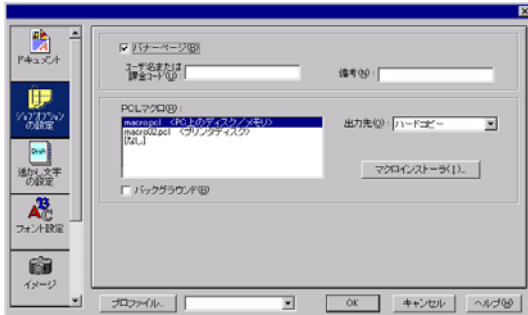 ドキュメント
ジョブオプション
の設定
Draft
透かし文字
の設定
フォント設定
イメージ
バナーページ(B)
ユーザ名または
課金コード(U):
備考(N):
PCLマクロ(R):
macro.pcl <PC上のディスク/メモリ>
macro02.pcl <プリンタディスク>
[なし]
出力先(O):
ハードコピー
マクロインストーラ(I)...
バックグラウンド(R)
プロファイル...
OK
キャンセル
ヘルプ(H)